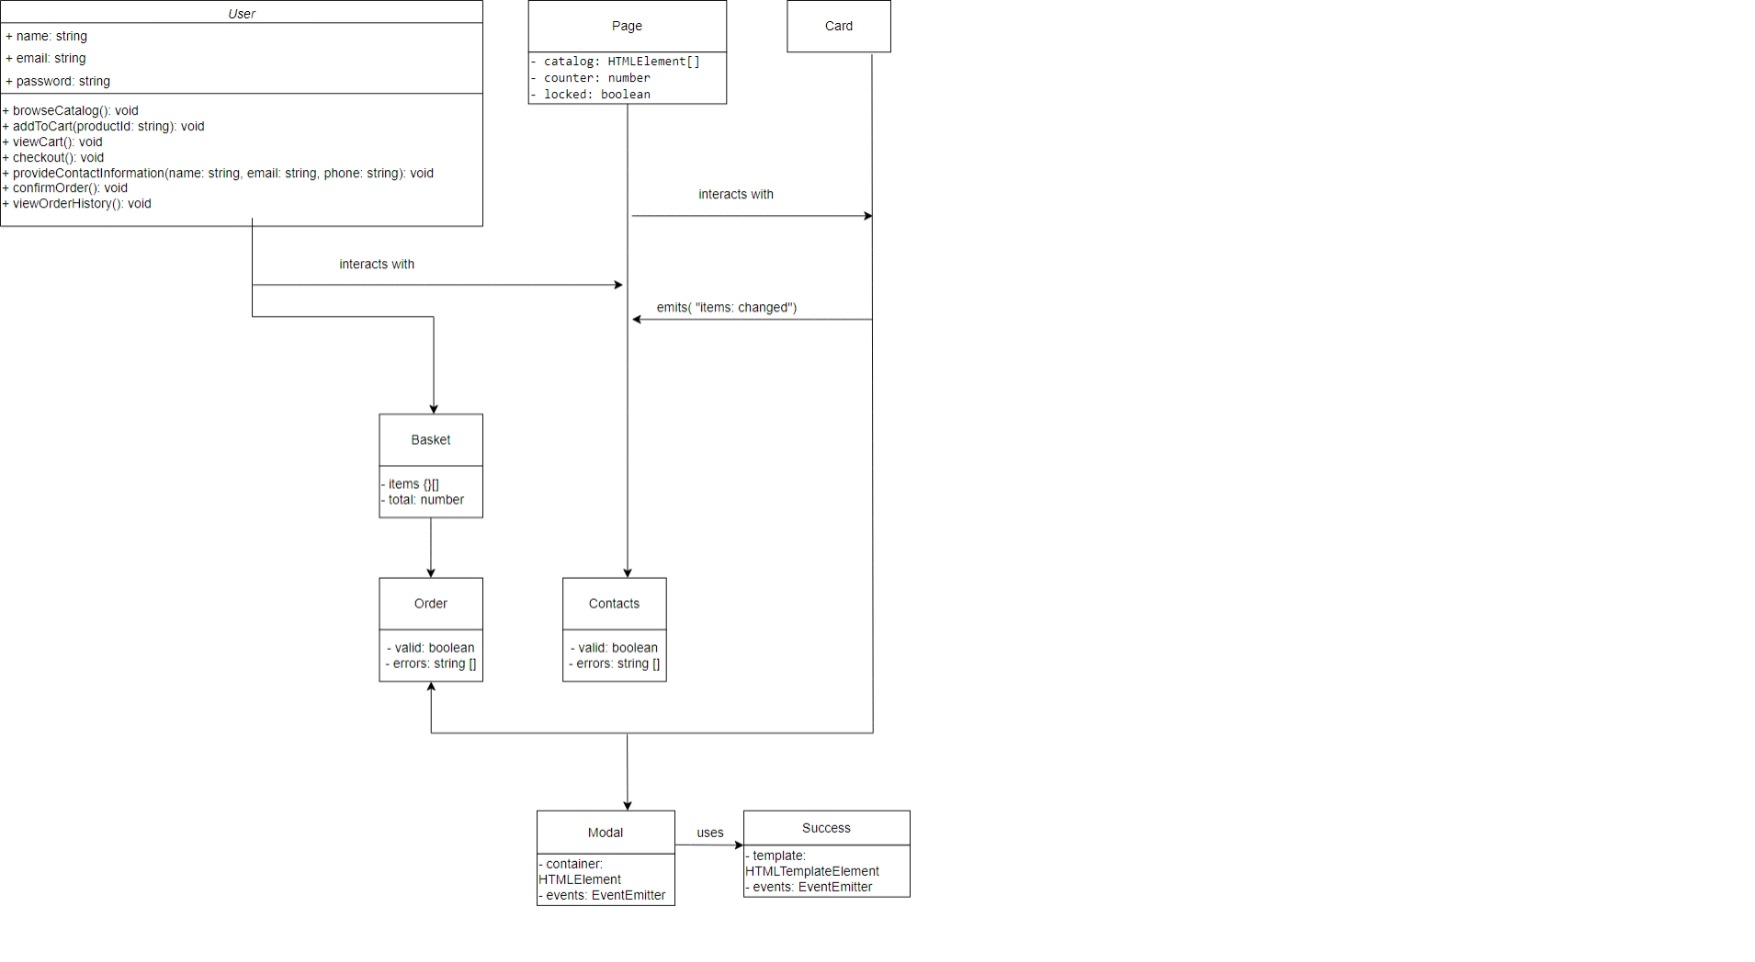 User
+ name: string
+ email: string
+ password: string
+ browseCatalog(): void
+ addToCart(productId: string): void
+ viewCart(): void
+ checkout(): void
+ provideContactInformation(name: string, email: string, phone: string): void
+ confirmOrder(): void
+ viewOrderHistory(): void
Page
- catalog: HTMLElement[]
- counter: number
- locked: boolean
Card
interacts with
interacts with
emits( "items: changed")
Basket
- items {}[]
- total: number
Order
- valid: boolean
- errors: string []
Contacts
- valid: boolean
- errors: string []
Modal
- container:
HTMLElement
- events: EventEmitter
uses
Success
- template:
HTMLTemplateElement
- events: EventEmitter